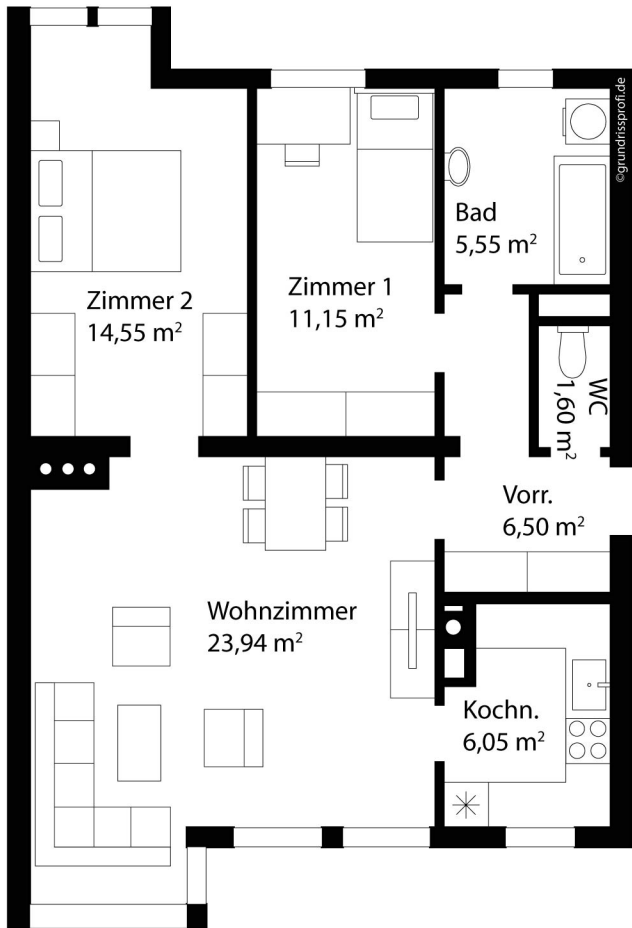 ©grundrissprofi.de
Bad
5,55 m²
Zimmer 1
11,15 m²
Zimmer 2
14,55 m²
WC
1,60 m²
Vorr.
6,50 m²
Wohnzimmer
23,94 m²
Kochn.
6,05 m²